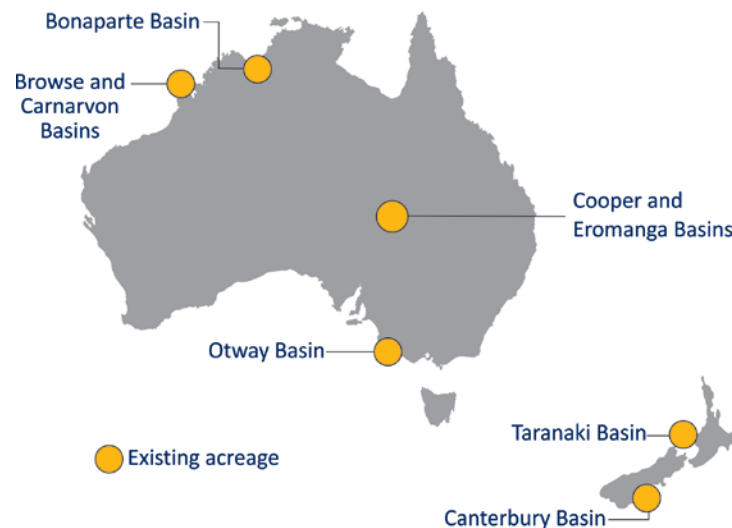 Bonaparte Basin
Browse and
Carnarvon
Basins
Cooper and
Eromanga Basins
Otway Basin
Taranaki Basin
Existing acreage
Canterbury Basin